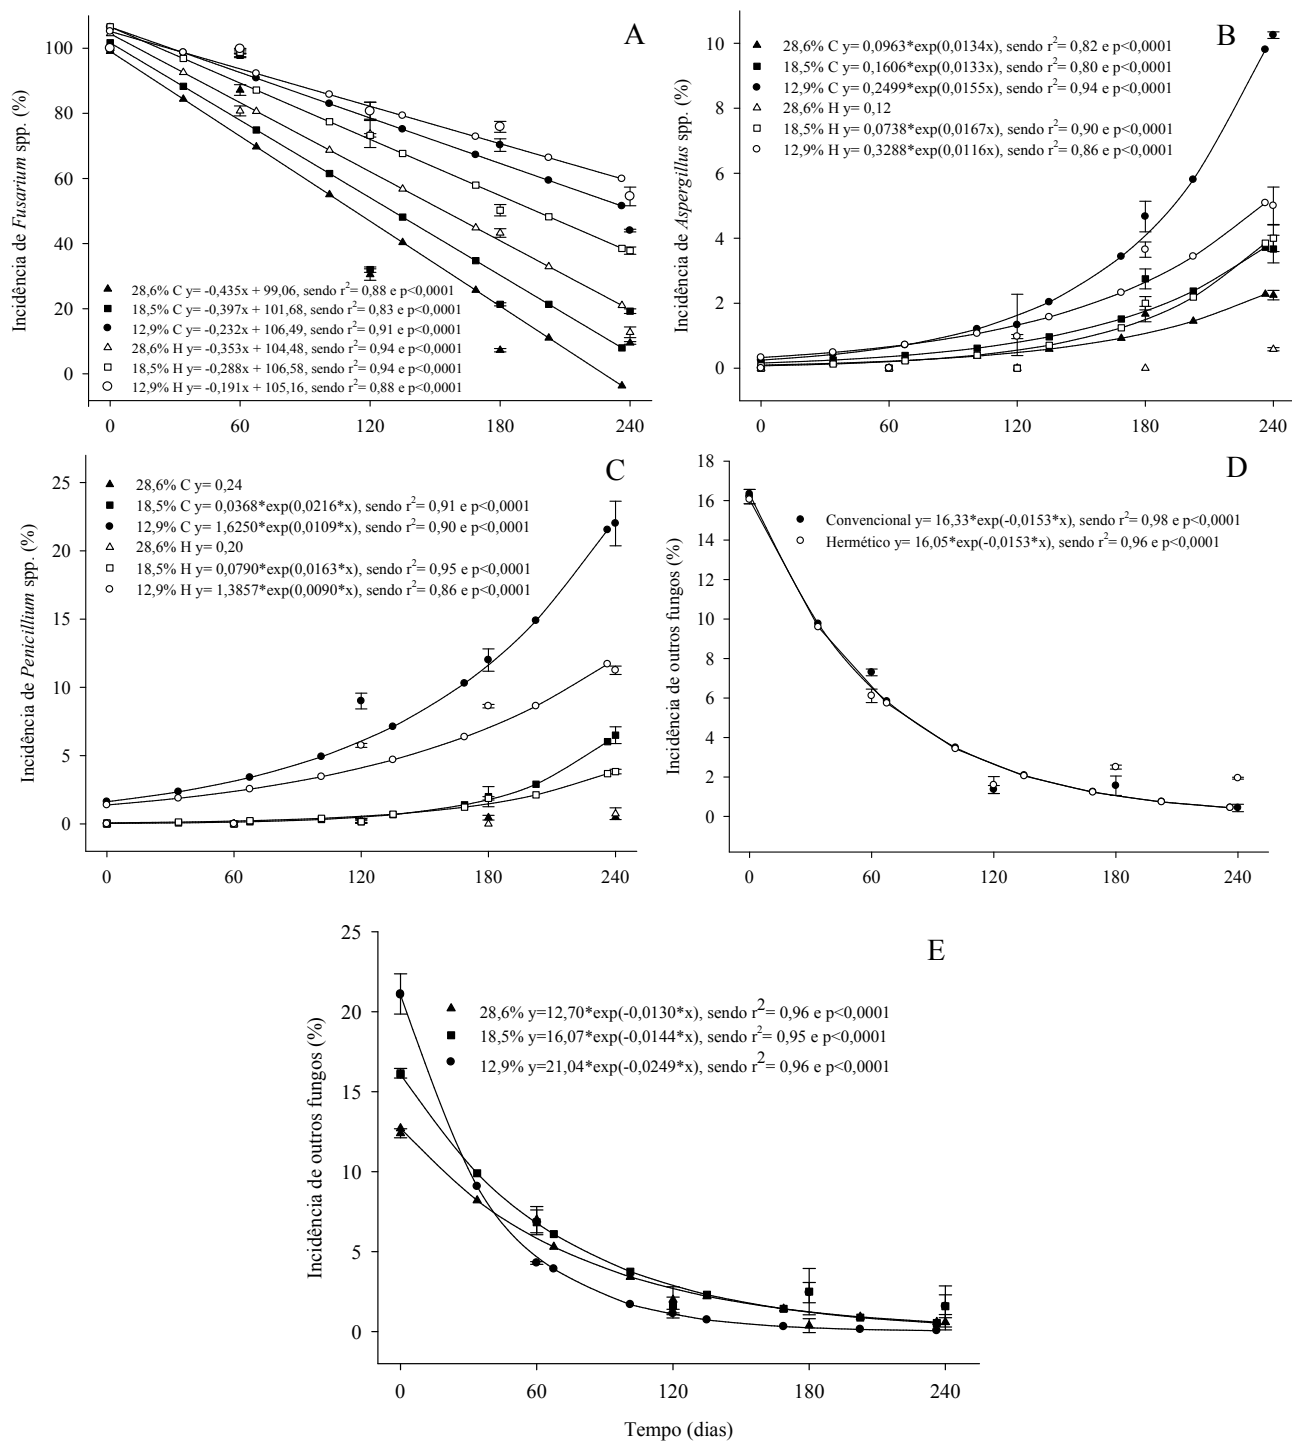 A
Incidência de Fusarium spp. (%)
100
80
60
40
20
0
28,6% C y= -0,435x + 99,06, sendo r²= 0,88 e p<0,0001
18,5% C y= -0,397x + 101,68, sendo r²= 0,83 e p<0,0001
12,9% C y= -0,232x + 106,49, sendo r²= 0,91 e p<0,0001
28,6% H y= -0,353x + 104,48, sendo r²= 0,94 e p<0,0001
18,5% H y= -0,288x + 106,58, sendo r²= 0,94 e p<0,0001
12,9% H y= -0,191x + 105,16, sendo r²= 0,88 e p<0,0001
0 60 120 180 240
B
Incidência de Aspergillus spp. (%)
10
8
6
4
2
0
28,6% C y= 0,0963*exp(0,0134x), sendo r²= 0,82 e p<0,0001
18,5% C y= 0,1606*exp(0,0133x), sendo r²= 0,80 e p<0,0001
12,9% C y= 0,2499*exp(0,0155x), sendo r²= 0,94 e p<0,0001
28,6% H y= 0,12
18,5% H y= 0,0738*exp(0,0167x), sendo r²= 0,90 e p<0,0001
12,9% H y= 0,3288*exp(0,0116x), sendo r²= 0,86 e p<0,0001
0 60 120 180 240
C
Incidência de Penicillium spp. (%)
25
20
15
10
5
0
28,6% C y= 0,24
18,5% C y= 0,0368*exp(0,0216*x), sendo r²= 0,91 e p<0,0001
12,9% C y= 1,6250*exp(0,0109*x), sendo r²= 0,90 e p<0,0001
28,6% H y= 0,20
18,5% H y= 0,0790*exp(0,0163*x), sendo r²= 0,95 e p<0,0001
12,9% H y= 1,3857*exp(0,0090*x), sendo r²= 0,86 e p<0,0001
0 60 120 180 240
D
Incidência de outros fungos (%)
18
16
14
12
10
8
6
4
2
0
Convencional y= 16,33*exp(-0,0153*x), sendo r²= 0,98 e p<0,0001
Hermético y= 16,05*exp(-0,0153*x), sendo r²= 0,96 e p<0,0001
0 60 120 180 240
E
Incidência de outros fungos (%)
25
20
15
10
5
0
28,6% y=12,70*exp(-0,0130*x), sendo r²= 0,96 e p<0,0001
18,5% y=16,07*exp(-0,0144*x), sendo r²= 0,95 e p<0,0001
12,9% y=21,04*exp(-0,0249*x), sendo r²= 0,96 e p<0,0001
0 60 120 180 240
Tempo (dias)